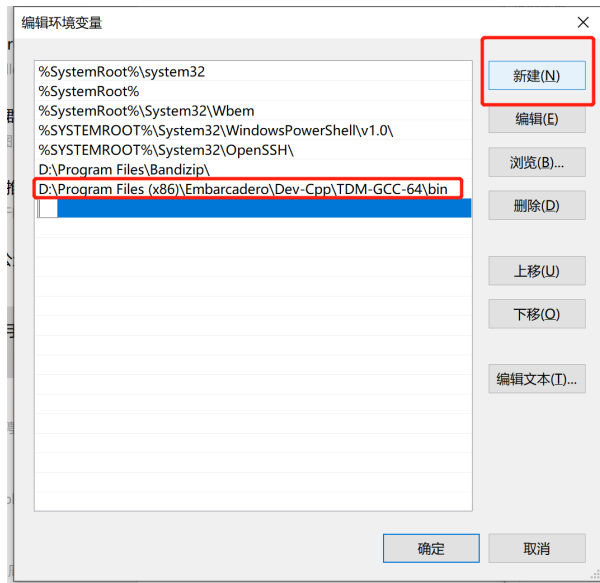 编辑环境变量
%SystemRoot%\system32
%SystemRoot%
%SystemRoot%\System32\Wbem
%SYSTEMROOT%\System32\WindowsPowerShell\v1.0\
%SYSTEMROOT%\System32\OpenSSH\
D:\Program Files\Bandizip\
D:\Program Files (x86)\Embarcadero\Dev-Cpp\TDM-GCC-64\bin
新建(N)
编辑(E)
浏览(B)...
删除(D)
上移(U)
下移(O)
编辑文本(T)...
确定
取消